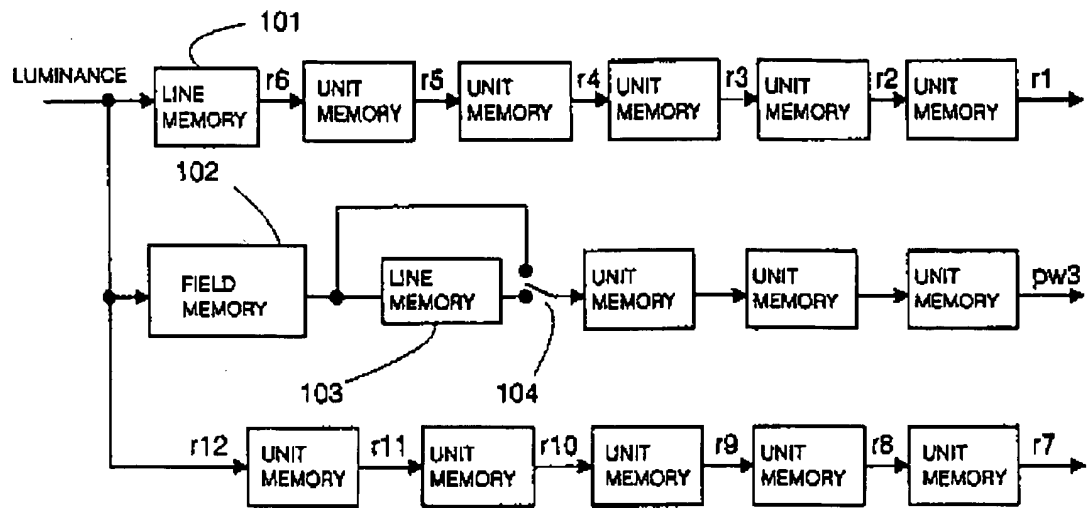 101
LUMINANCE
LINE
MEMORY
r6
UNIT
MEMORY
r5
UNIT
MEMORY
r4
UNIT
MEMORY
r3
UNIT
MEMORY
r2
UNIT
MEMORY
r1
102
FIELD
MEMORY
LINE
MEMORY
UNIT
MEMORY
UNIT
MEMORY
UNIT
MEMORY
pw3
103
104
r12
UNIT
MEMORY
r11
UNIT
MEMORY
r10
UNIT
MEMORY
r9
UNIT
MEMORY
r8
UNIT
MEMORY
r7